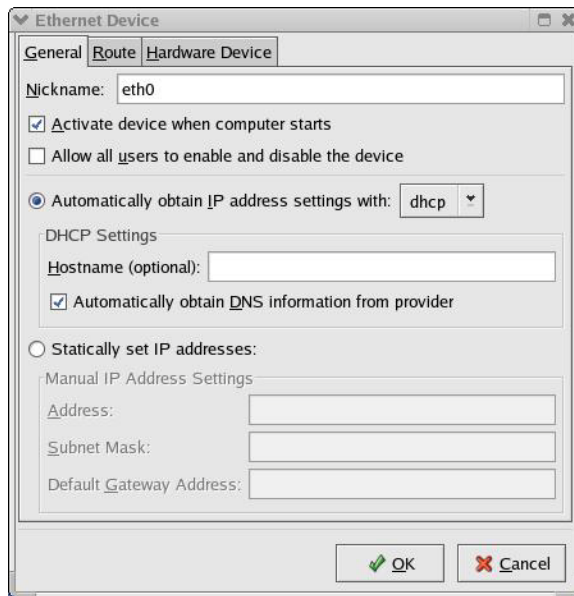 Ethernet Device
General Route Hardware Device
Nickname: eth0
Activate device when computer starts
Allow all users to enable and disable the device
Automatically obtain IP address settings with: dhcp
DHCP Settings
Hostname (optional):
Automatically obtain DNS information from provider
Statically set IP addresses:
Manual IP Address Settings
Address:
Subnet Mask:
Default Gateway Address:
OK Cancel